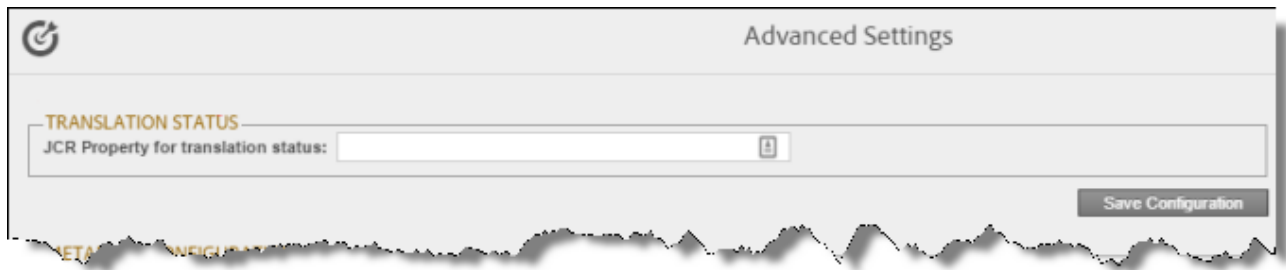 Advanced Settings
TRANSLATION STATUS
JCR Property for translation status:
Save Configuration